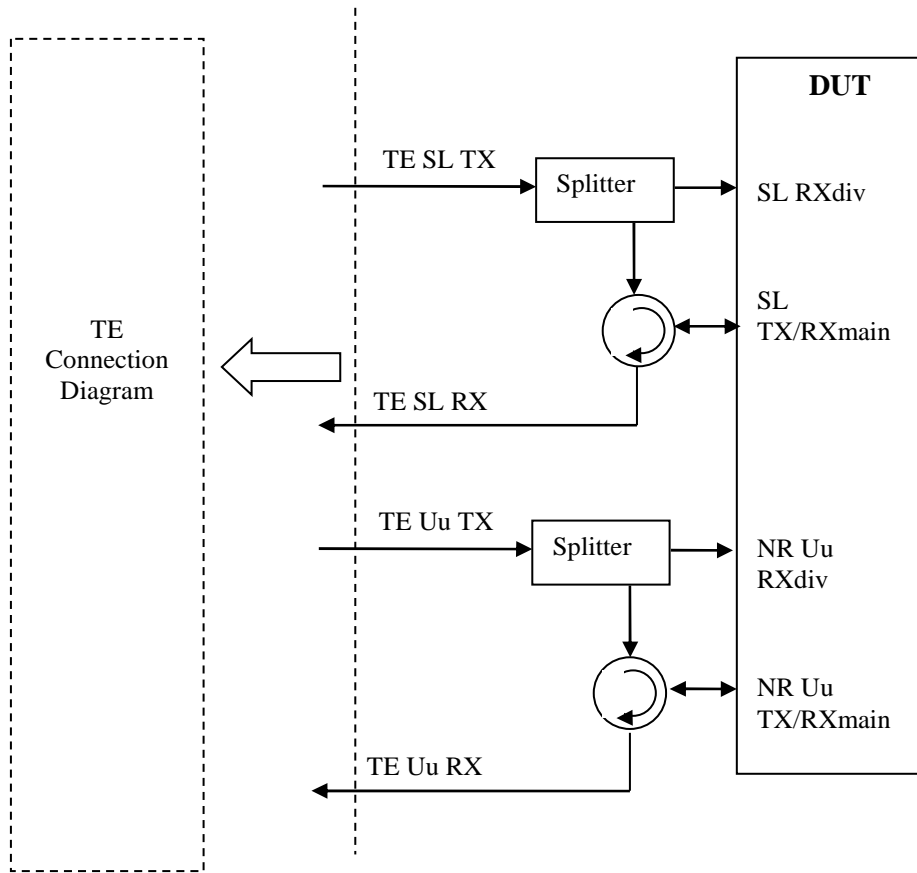 DUT
TE SL TX
Splitter
SL RXdiv
SL
TX/RXmain
TE
Connection
Diagram
TE SL RX
TE Uu TX
Splitter
NR Uu
RXdiv
NR Uu
TX/RXmain
TE Uu RX